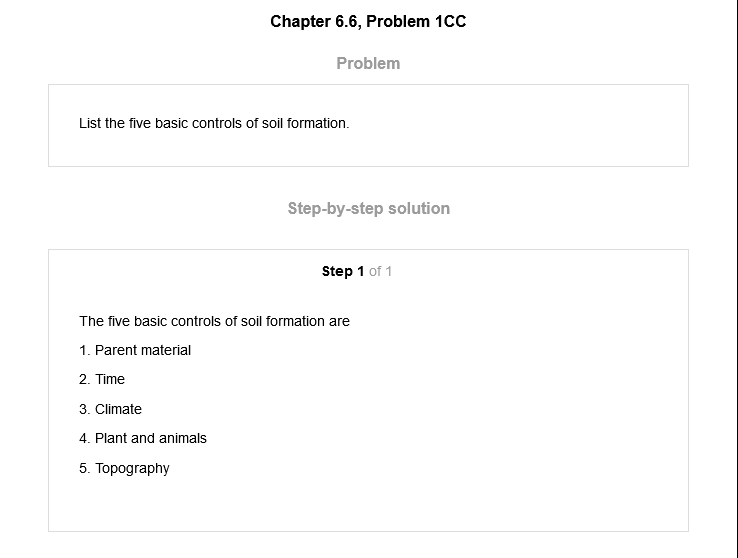 Chapter 6.6, Problem 1CC
Problem
List the five basic controls of soil formation.
Step-by-step solution
Step 1 of 1
The five basic controls of soil formation are
1. Parent material
2. Time
3. Climate
4. Plant and animals
5. Topography